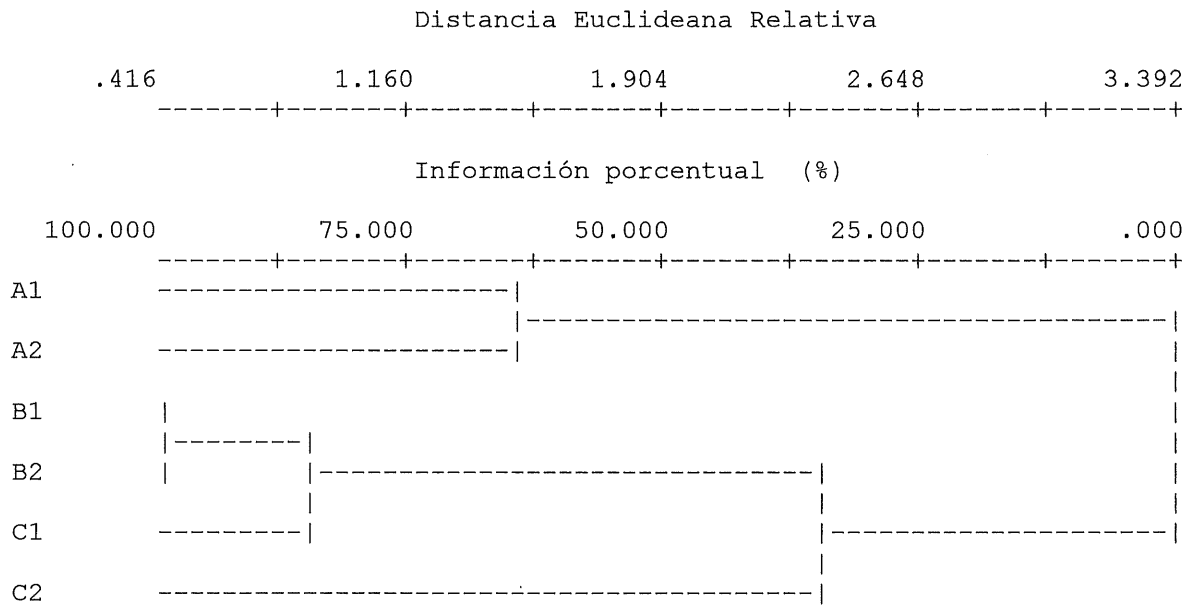 Distancia Euclideana Relativa
.416 1.160 1.904 2.648 3.392
Información porcentual (%)
100.000 75.000 50.000 25.000 .000
A1
A2
B1
B2
C1
C2